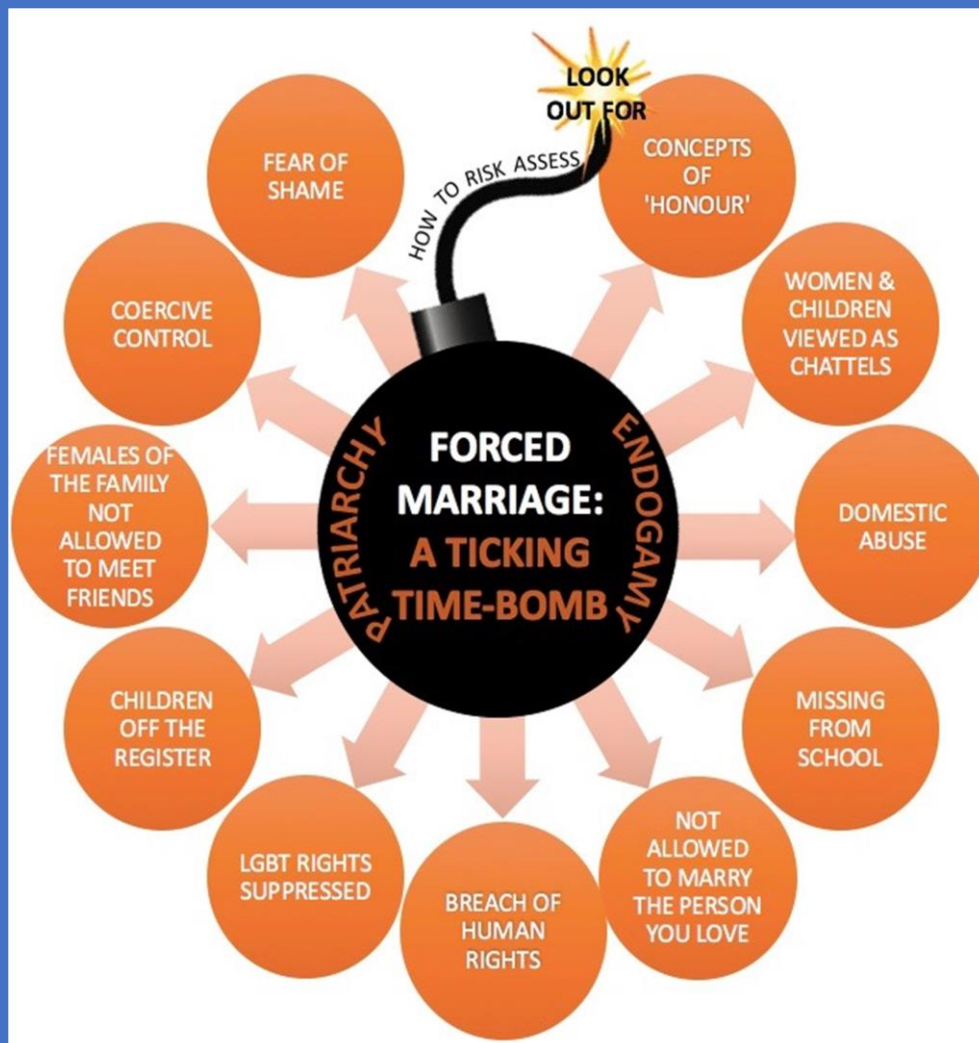 LOOK
OUT FOR
HOW TO RISK ASSESS
FORCED
MARRIAGE:
A TICKING
TIME-BOMB
PATRIARCHY
ENDOGAMY
CONCEPTS
OF
'HONOUR'
WOMEN &
CHILDREN
VIEWED AS
CHATTELS
DOMESTIC
ABUSE
MISSING
FROM
SCHOOL
NOT
ALLOWED
TO MARRY
THE PERSON
YOU LOVE
BREACH OF
HUMAN
RIGHTS
LGBT RIGHTS
SUPPRESSED
CHILDREN
OFF THE
REGISTER
FEMALES OF
THE FAMILY
NOT
ALLOWED
TO MEET
FRIENDS
COERCIVE
CONTROL
FEAR OF
SHAME